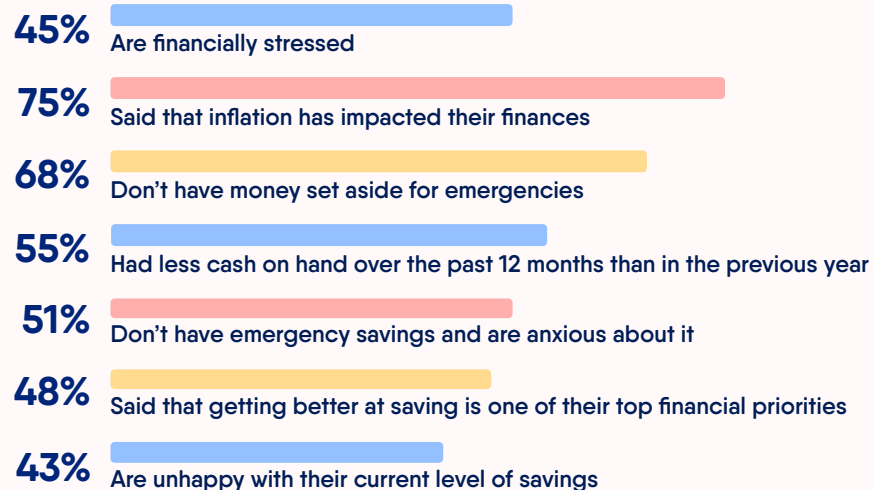 45%
Are financially stressed
75%
Said that inflation has impacted their finances
68%
Don’t have money set aside for emergencies
55%
Had less cash on hand over the past 12 months than in the previous year
51%
Don’t have emergency savings and are anxious about it
48%
Said that getting better at saving is one of their top financial priorities
43%
Are unhappy with their current level of savings